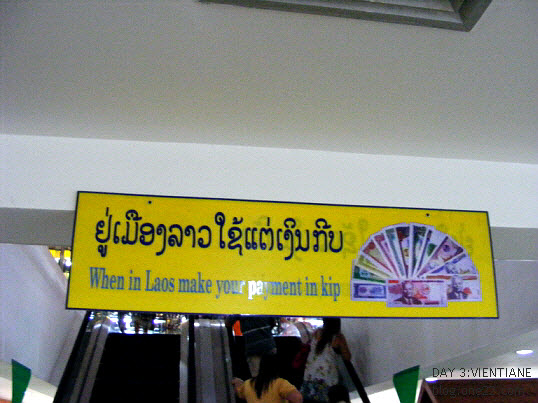 ຢູ່ເມືອງລາວ ໃຊ້ແຕ່ເງິນກີບ
When in Laos make your payment in kip
DAY 3:VIENTIANE